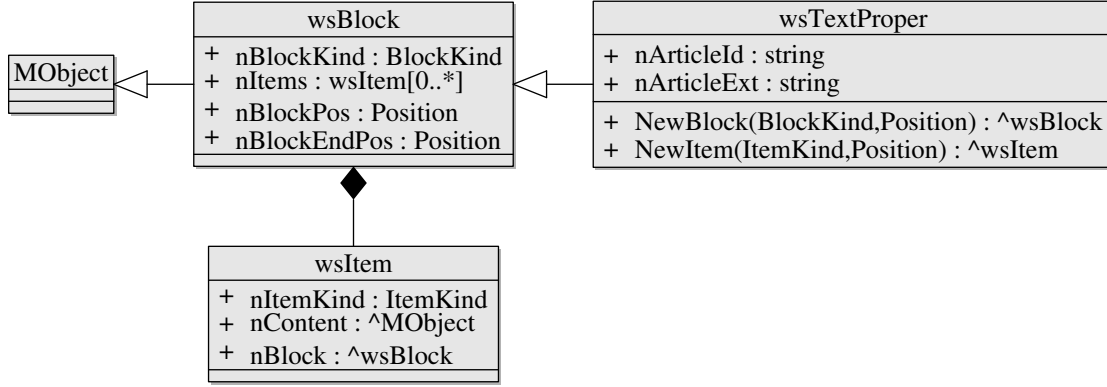 MObject
wsBlock
+ nBlockKind : BlockKind
+ nItems : wsItem[0..*]
+ nBlockPos : Position
+ nBlockEndPos : Position
wsTextProper
+ nArticleId : string
+ nArticleExt : string
+ NewBlock(BlockKind,Position) : ^wsBlock
+ NewItem(ItemKind,Position) : ^wsItem
wsItem
+ nItemKind : ItemKind
+ nContent : ^MObject
+ nBlock : ^wsBlock